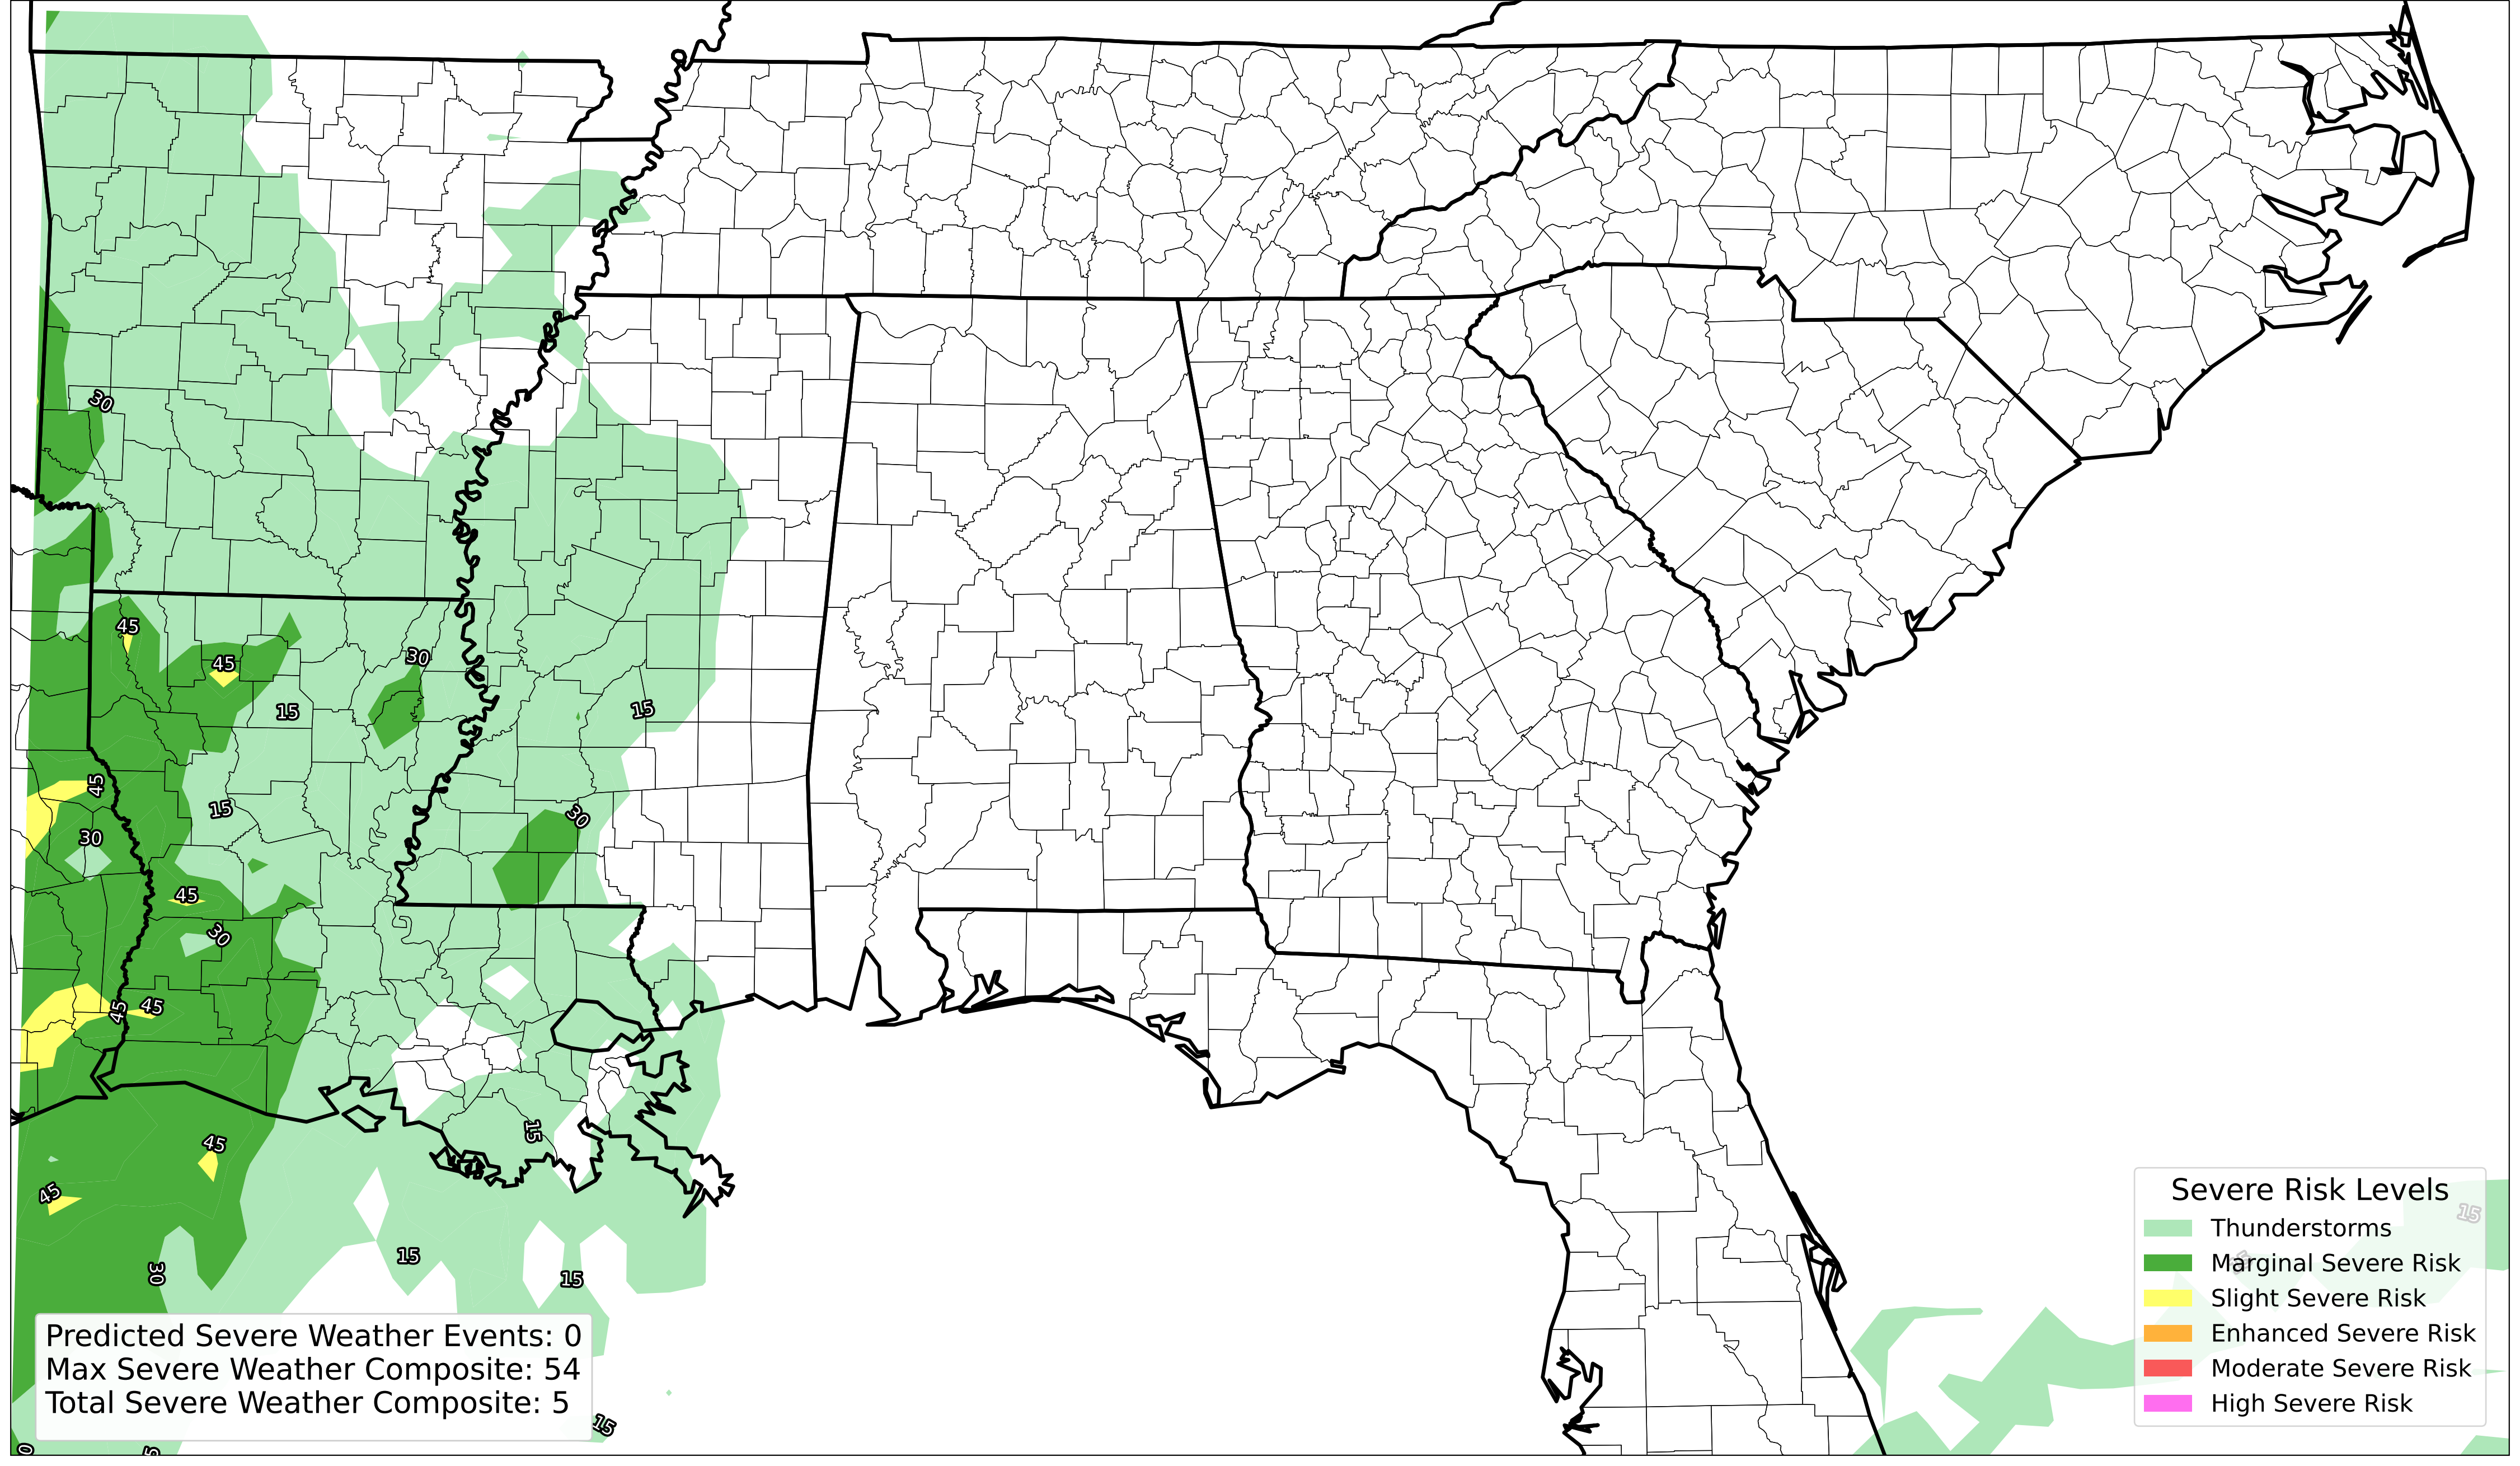 30
45
45
30
15
15
45
15
30
30
45
30
45
45
15
45
45
15
30
15
15
15
Severe Risk Levels
Thunderstorms
Marginal Severe Risk
Slight Severe Risk
Enhanced Severe Risk
Moderate Severe Risk
High Severe Risk
Predicted Severe Weather Events: 0
Max Severe Weather Composite: 54
Total Severe Weather Composite: 5
15